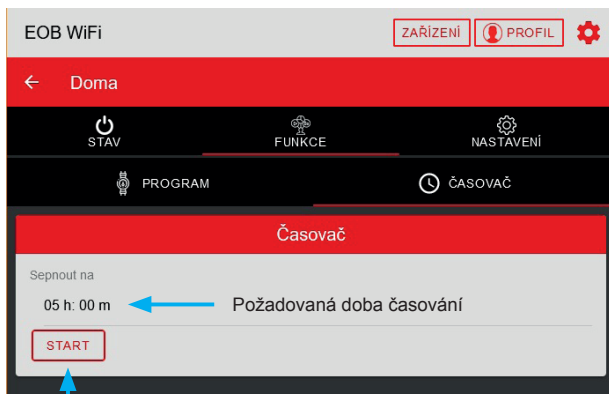 EOB WiFi
ZAŘÍZENÍ
PROFIL
Doma
STAV
FUNKCE
NASTAVENÍ
PROGRAM
ČASOVAČ
Časovač
Sepnout na
05 h: 00 m
Požadovaná doba časování
START